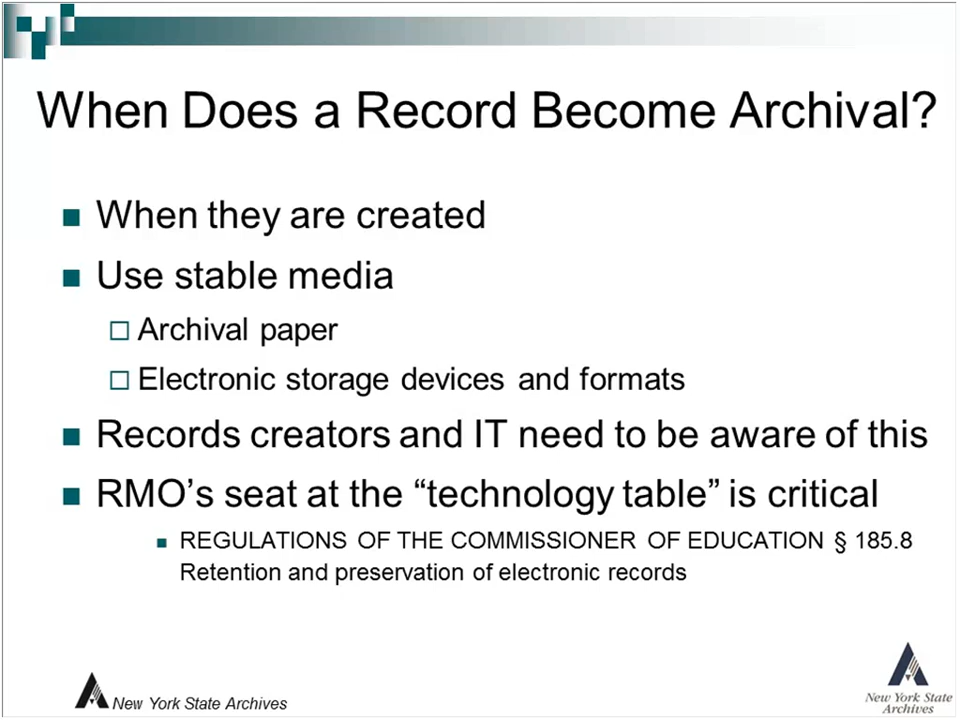 When Does a Record Become Archival?
When they are created
Use stable media
Archival paper
Electronic storage devices and formats
Records creators and IT need to be aware of this
RMO’s seat at the “technology table” is critical
REGULATIONS OF THE COMMISSIONER OF EDUCATION § 185.8
Retention and preservation of electronic records
New York State Archives
New York State
Archives